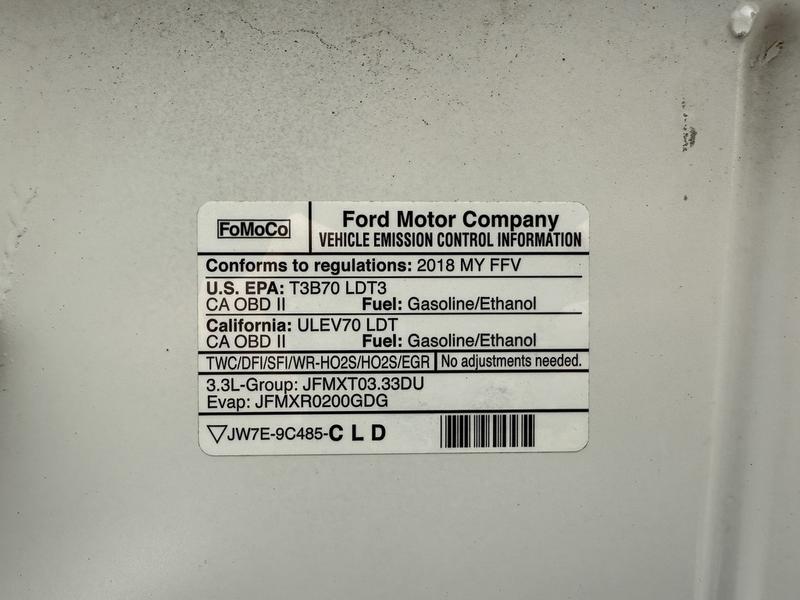 FoMoCo
Ford Motor Company
VEHICLE EMISSION CONTROL INFORMATION
Conforms to regulations: 2018 MY FFV
U.S. EPA: T3B70 LDT3
CA OBD II Fuel: Gasoline/Ethanol
California: ULEV70 LDT
CA OBD II Fuel: Gasoline/Ethanol
TWC/DFI/SFI/WR-HO2S/HO2S/EGR No adjustments needed.
3.3L-Group: JFMXT03.33DU
Evap: JFMXR0200GDG
JW7E-9C485-C L D